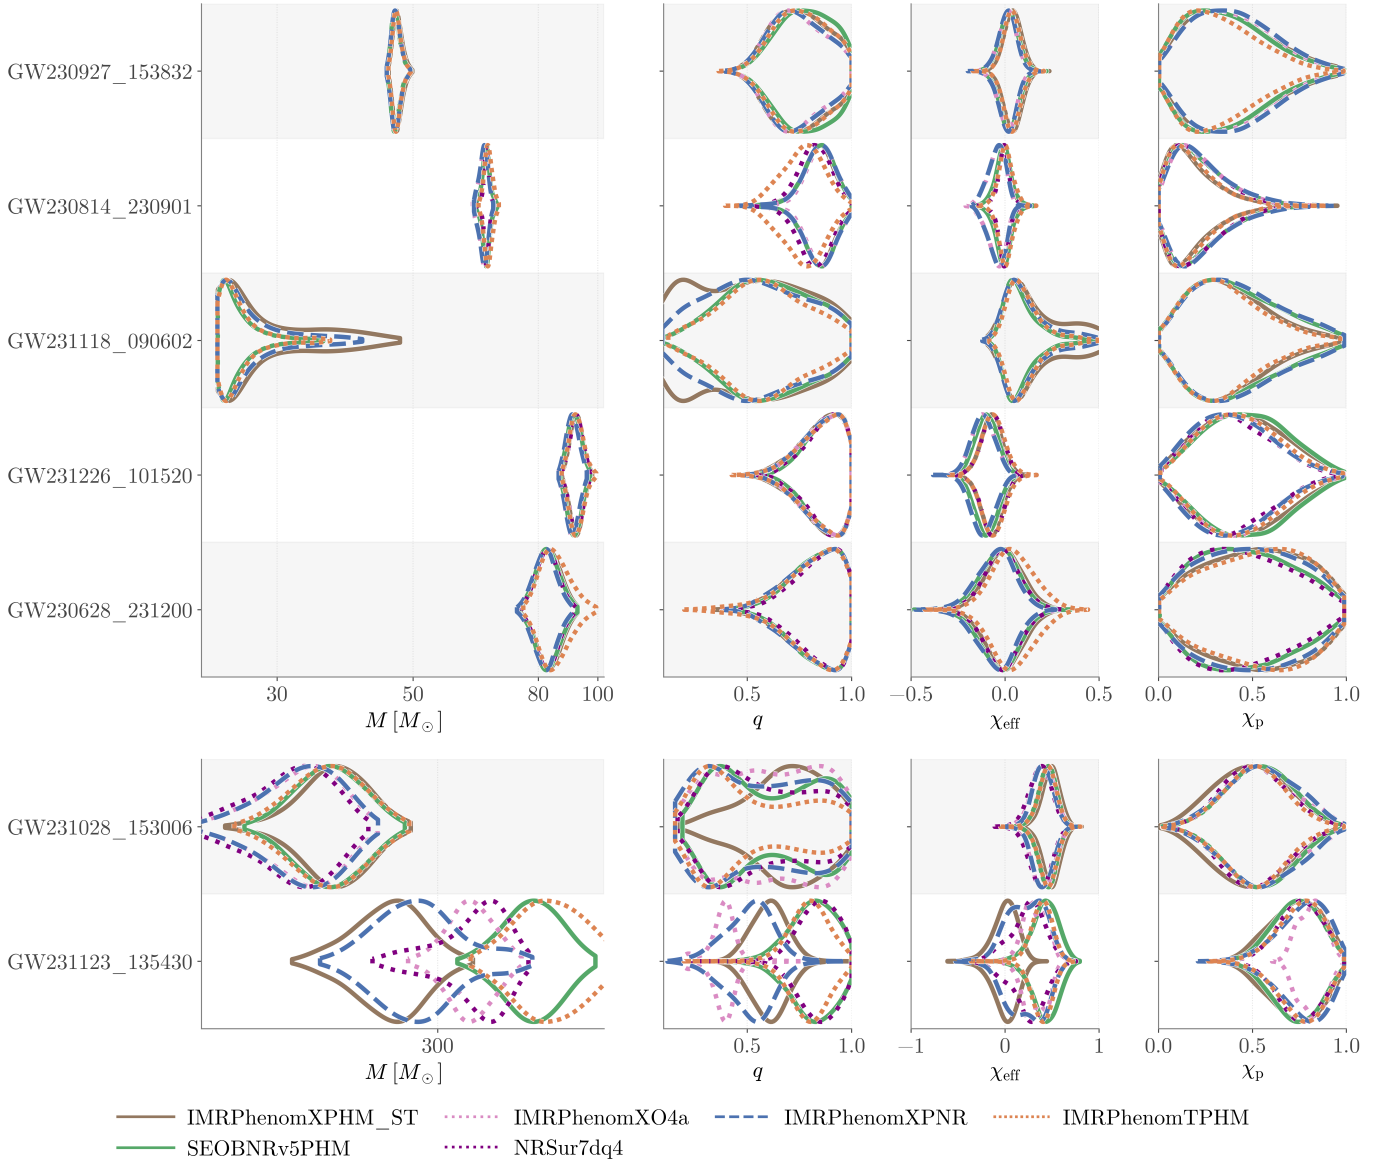 GW230927_153832
GW230814_230901
GW231118_090602
GW231226_101520
GW230628_231200
30 50 80 100 0.5 1.0 −0.5 0.0 0.5 0.0 0.5 1.0
M [M⊙] q χeff χp
GW231028_153006
GW231123_135430
300 0.5 1.0 −1 0 1 0.0 0.5 1.0
M [M⊙] q χeff χp
IMRPhenomXPHM_ST IMRPhenomXO4a IMRPhenomXPNR IMRPhenomTPHM
SEOBNRv5PHM NRSur7dq4